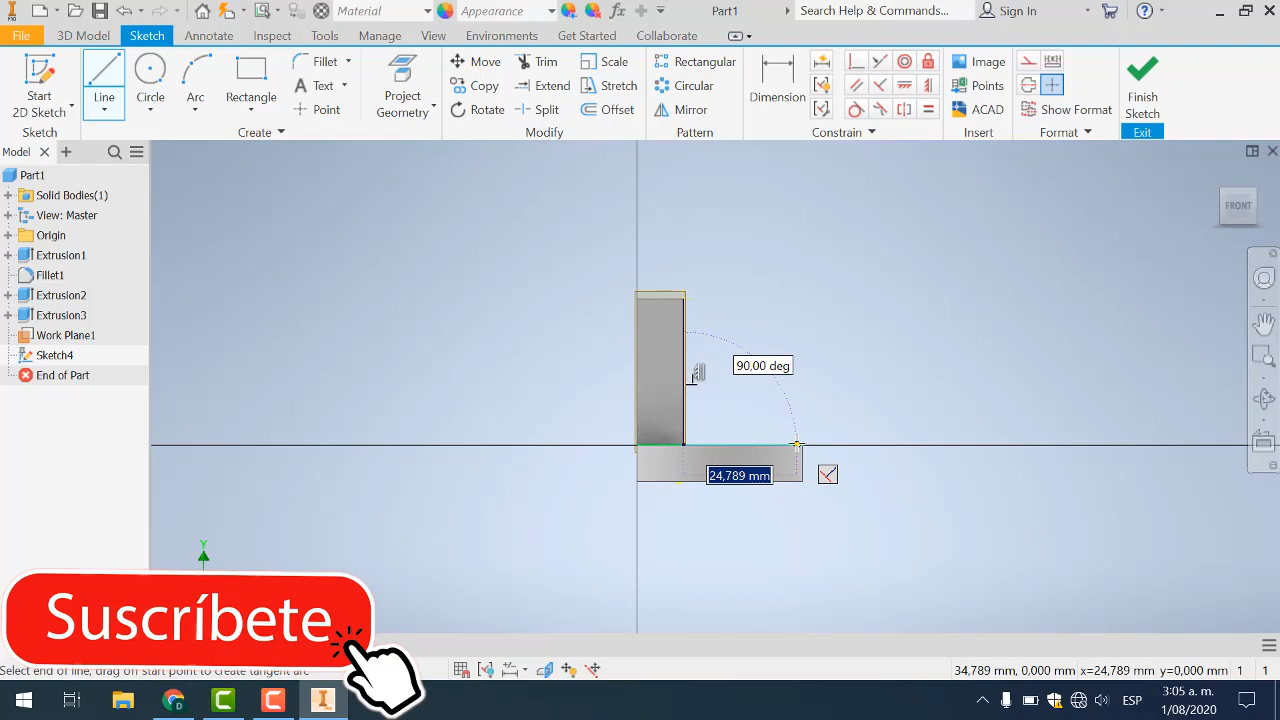 Material
Appearance
Part1
Search Help & Commands...
Sign In
File
3D Model
Sketch
Annotate
Inspect
Tools
Manage
View
Environments
Get Started
Collaborate
Start
2D Sketch
Line
Circle
Arc
Rectangle
Fillet
Text
Point
Project
Geometry
Move
Copy
Rotate
Trim
Extend
Split
Scale
Stretch
Offset
Rectangular
Circular
Mirror
Dimension
Image
Points
ACAD
Show Format
Finish
Sketch
Sketch
Create
Modify
Pattern
Constrain
Insert
Format
Exit
Model
Part1
Solid Bodies(1)
View: Master
Origin
Extrusion1
Fillet1
Extrusion2
Extrusion3
Work Plane1
Sketch4
End of Part
FRONT
90,00 deg
24,789 mm
Y
Suscríbete
Select end of line, drag off start point to create tangent arc
34,789 mm, 0,000 mm
x=24,789 mm
y=0,000 mm
1
1
ESP
3:05 a. m.
1/08/2020